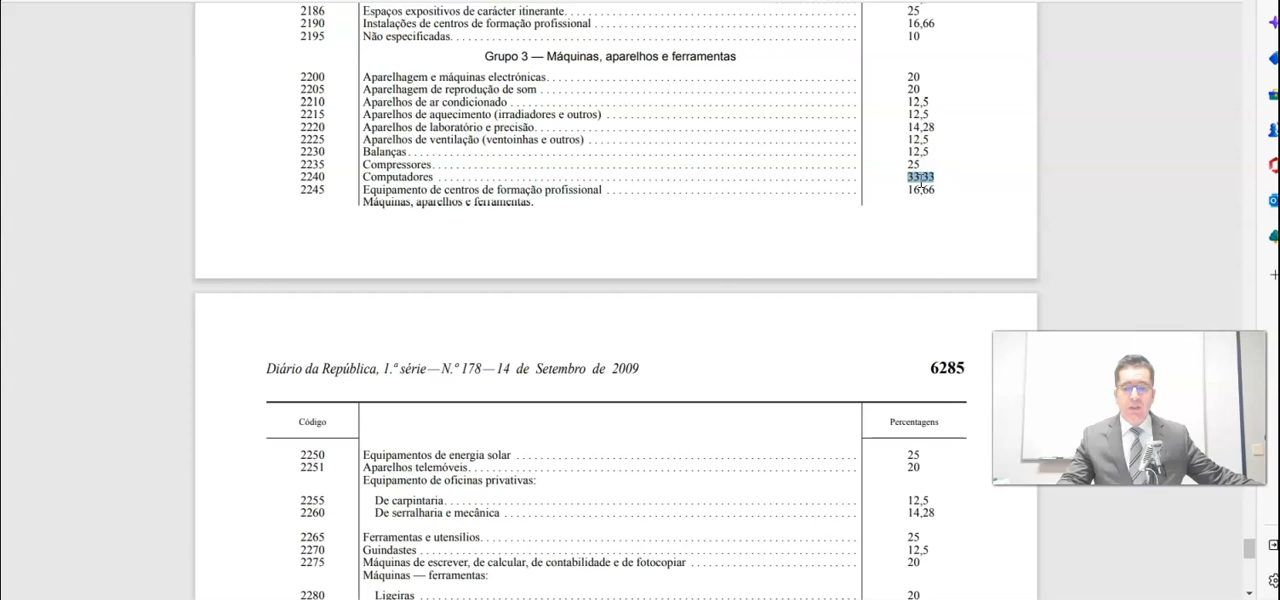 2186 Espaços expositivos de carácter itinerante. 25
2190 Instalações de centros de formação profissional 16,66
2195 Não especificadas. 10
Grupo 3 — Máquinas, aparelhos e ferramentas
2200 Aparelhagem e máquinas electrónicas. 20
2205 Aparelhagem de reprodução de som 20
2210 Aparelhos de ar condicionado 12,5
2215 Aparelhos de aquecimento (irradiadores e outros) 12,5
2220 Aparelhos de laboratório e precisão. 14,28
2225 Aparelhos de ventilação (ventoinhas e outros) 12,5
2230 Balanças. 12,5
2235 Compressores. 25
2240 Computadores 33,33
2245 Equipamento de centros de formação profissional 16,66
Máquinas, aparelhos e ferramentas.
Diário da República, 1.ª série—N.º 178—14 de Setembro de 2009 6285
Código Percentagens
2250 Equipamentos de energia solar 25
2251 Aparelhos telemóveis. 20
Equipamento de oficinas privativas:
2255 De carpintaria. 12,5
2260 De serralharia e mecânica 14,28
2265 Ferramentas e utensílios. 25
2270 Guindastes 12,5
2275 Máquinas de escrever, de calcular, de contabilidade e de fotocopiar 20
Máquinas — ferramentas:
2280 Ligeiras 20